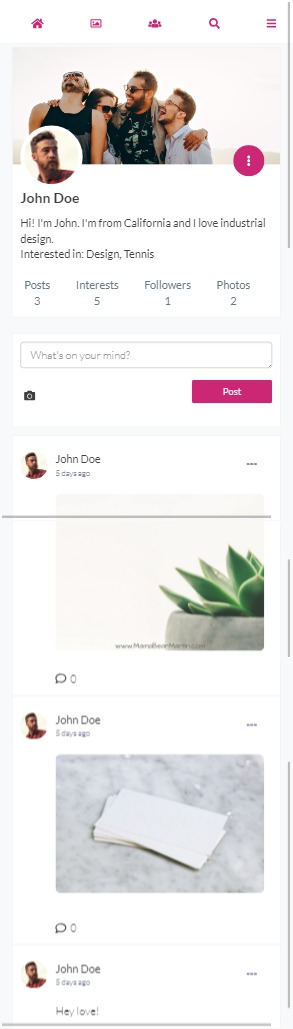 John Doe
Hi! I'm John. I'm from California and I love industrial
design.
Interested in: Design, Tennis
Posts Interests Followers Photos
3 5 1 2
What's on your mind?
Post
John Doe
5 days ago
www.MamaBearMartin.com
0
John Doe
5 days ago
0
John Doe
5 days ago
Hey love!